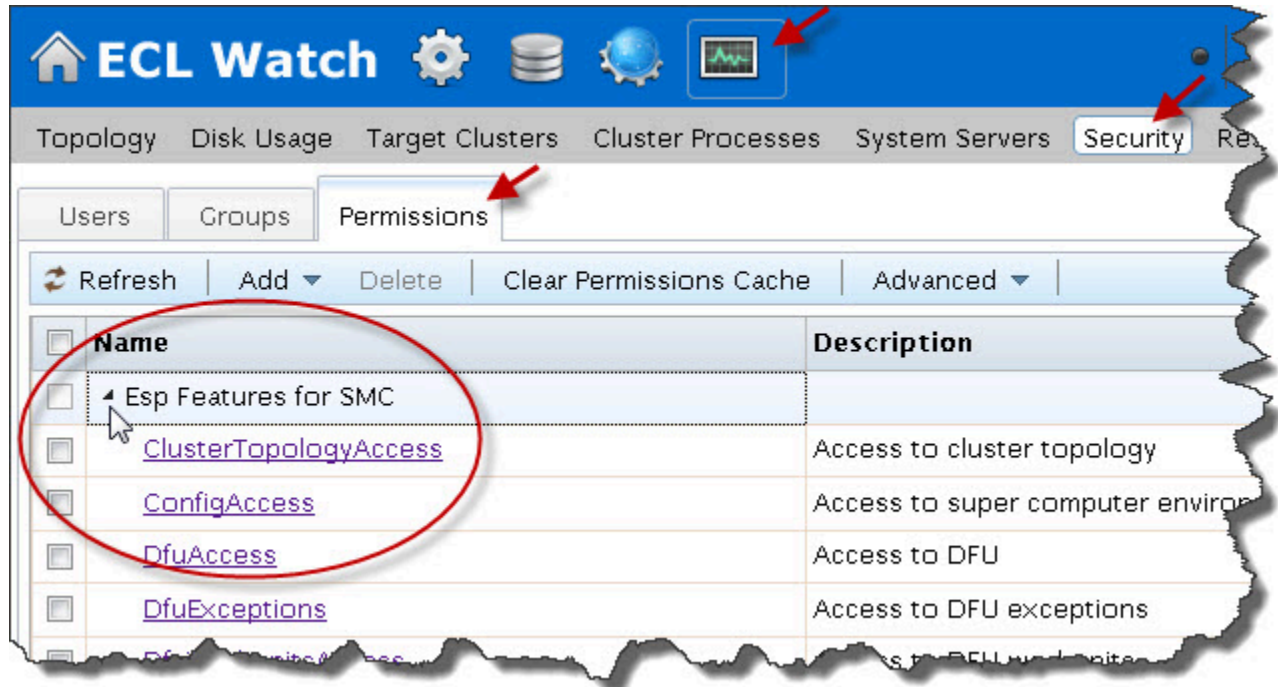 ECL Watch
Topology Disk Usage Target Clusters Cluster Processes System Servers Security
Users Groups Permissions
Refresh Add Delete Clear Permissions Cache Advanced
Name Description
Esp Features for SMC
ClusterTopologyAccess Access to cluster topology
ConfigAccess Access to super computer
DfuAccess Access to DFU
DfuExceptions Access to DFU exceptions